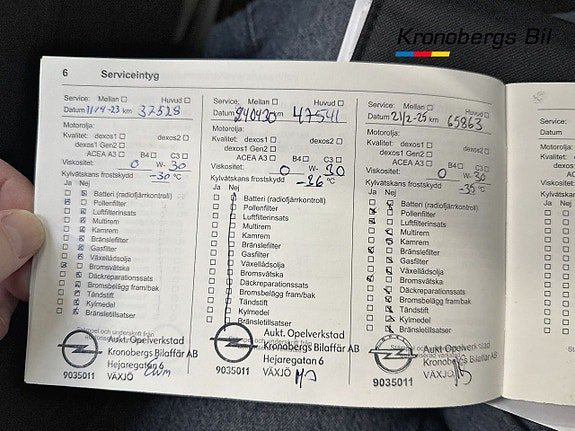 Kronobergs Bil
6 Serviceintyg
Service: Mellan Huvud
Datum 11/4-23 km 37528
Motorolja:
Kvalitet: dexos1 dexos2
dexos1 Gen2
ACEA A3 B4 C3
Viskositet: 0 W- 30
Kylvätskans frostskydd -30 °C
Ja Nej
Batteri (radiofjärrkontroll)
Pollenfilter
Luftfilterinsats
Multirem
Kamrem
Bränslefilter
Gasfilter
Växellådsolja
Bromsvätska
Däckreparationssats
Bromsbelägg fram/bak
Tändstift
Kylmedel
Bränsletillsatser
Aukt. Opelverkstad
Kronobergs Bilaffär AB
Hejaregatan 6
9035011 VÄXJÖ
Service: Mellan Huvud
Datum 240430 km 47541
Motorolja:
Kvalitet: dexos1 dexos2
dexos1 Gen2
ACEA A3 B4 C3
Viskositet: 0 W- 30
Kylvätskans frostskydd -36 °C
Ja Nej
Batteri (radiofjärrkontroll)
Pollenfilter
Luftfilterinsats
Multirem
Kamrem
Bränslefilter
Gasfilter
Växellådsolja
Bromsvätska
Däckreparationssats
Bromsbelägg fram/bak
Tändstift
Kylmedel
Bränsletillsatser
Aukt. Opelverkstad
Kronobergs Bilaffär AB
Hejaregatan 6
9035011 VÄXJÖ
Service: Mellan Huvud
Datum 21/2-25 km 65863
Motorolja:
Kvalitet: dexos1 dexos2
dexos1 Gen2
ACEA A3 B4 C3
Viskositet: 0 W- 30
Kylvätskans frostskydd -35 °C
Ja Nej
Batteri (radiofjärrkontroll)
Pollenfilter
Luftfilterinsats
Multirem
Kamrem
Bränslefilter
Gasfilter
Växellådsolja
Bromsvätska
Däckreparationssats
Bromsbelägg fram/bak
Tändstift
Kylmedel
Bränsletillsatser
Aukt. Opelverkstad
Kronobergs Bilaffär AB
Hejaregatan 6
9035011 VÄXJÖ
Service:
Datum
Motorolja:
Kvalitet:
Viskositet:
Kylvätskans
Ja Nej